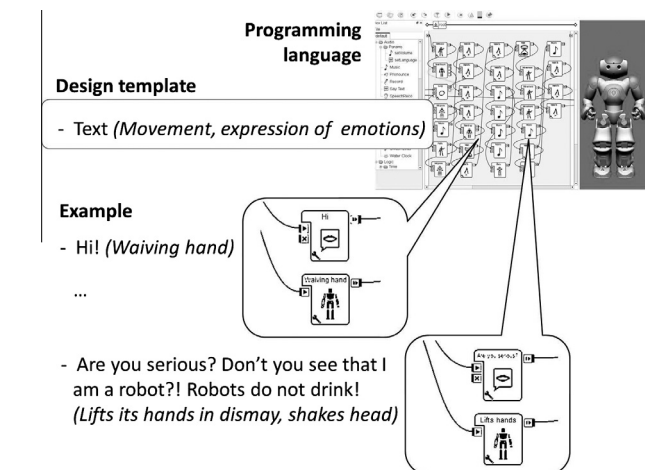 Programming
language
Design template
- Text (Movement, expression of emotions)
Example
- Hi! (Waiving hand)
...
- Are you serious? Don't you see that I
am a robot?! Robots do not drink!
(Lifts its hands in dismay, shakes head)
Hi
Waiving hand
Are you serious?
Lifts hands